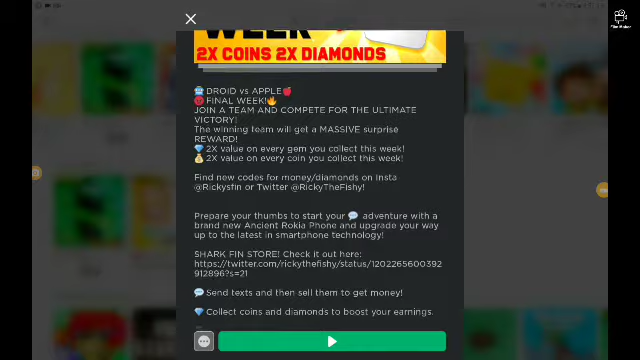 WEEK
2X COINS 2X DIAMONDS
DROID vs APPLE
FINAL WEEK!
JOIN A TEAM AND COMPETE FOR THE ULTIMATE
VICTORY!
The winning team will get a MASSIVE surprise
REWARD!
2X value on every gem you collect this week!
2X value on every coin you collect this week!
Find new codes for money/diamonds on Insta
@Rickysfin or Twitter @RickyTheFishy!
Prepare your thumbs to start your 💬 adventure with a
brand new Ancient Rokia Phone and upgrade your way
up to the latest in smartphone technology!
SHARK FIN STORE! Check it out here:
https://twitter.com/rickythefishy/status/1202265600392
912896?s=21
Send texts and then sell them to get money!
Collect coins and diamonds to boost your earnings.